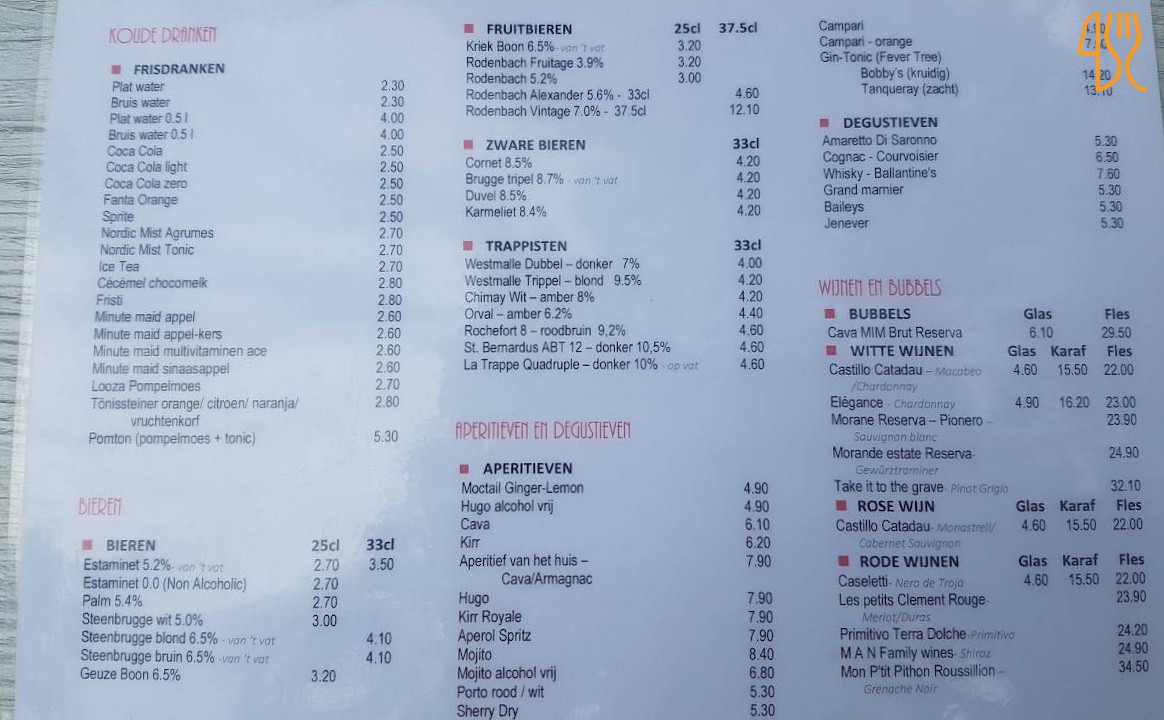 KOUDE DRANKEN
FRISDRANKEN
Plat water 2.30
Bruis water 2.30
Plat water 0.5 l 4.00
Bruis water 0.5 l 4.00
Coca Cola 2.50
Coca Cola light 2.50
Coca Cola zero 2.50
Fanta Orange 2.50
Sprite 2.50
Nordic Mist Agrumes 2.70
Nordic Mist Tonic 2.70
Ice Tea 2.70
Cécémel chocomelk 2.80
Fristi 2.80
Minute maid appel 2.60
Minute maid appel-kers 2.60
Minute maid multivitaminen ace 2.60
Minute maid sinaasappel 2.60
Looza Pompelmoes 2.70
Tönissteiner orange/ citroen/ naranja/ 2.80
vruchtenkorf
Pomton (pompelmoes + tonic) 5.30
BIEREN
BIEREN 25cl 33cl
Estaminet 5.2%- van 't vat 2.70 3.50
Estaminet 0.0 (Non Alcoholic) 2.70
Palm 5.4% 2.70
Steenbrugge wit 5.0% 3.00
Steenbrugge blond 6.5% - van 't vat 4.10
Steenbrugge bruin 6.5% -van 't vat 4.10
Geuze Boon 6.5% 3.20
FRUITBIEREN 25cl 37.5cl
Kriek Boon 6.5%- van 't vat 3.20
Rodenbach Fruitage 3.9% 3.20
Rodenbach 5.2% 3.00
Rodenbach Alexander 5.6% - 33cl 4.60
Rodenbach Vintage 7.0% - 37.5cl 12.10
ZWARE BIEREN 33cl
Cornet 8.5% 4.20
Brugge tripel 8.7% - van 't vat 4.20
Duvel 8.5% 4.20
Karmeliet 8.4% 4.20
TRAPPISTEN 33cl
Westmalle Dubbel – donker 7% 4.00
Westmalle Trippel – blond 9.5% 4.20
Chimay Wit – amber 8% 4.20
Orval – amber 6.2% 4.40
Rochefort 8 – roodbruin 9,2% 4.60
St. Bernardus ABT 12 – donker 10,5% 4.60
La Trappe Quadruple – donker 10% - op vat 4.60
APERITIEVEN EN DEGUSTIEVEN
APERITIEVEN
Moctail Ginger-Lemon 4.90
Hugo alcohol vrij 4.90
Cava 6.10
Kirr 6.20
Aperitief van het huis – 7.90
Cava/Armagnac
Hugo 7.90
Kirr Royale 7.90
Aperol Spritz 7.90
Mojito 8.40
Mojito alcohol vrij 6.80
Porto rood / wit 5.30
Sherry Dry 5.30
Campari
Campari - orange
Gin-Tonic (Fever Tree)
Bobby's (kruidig) 14.20
Tanqueray (zacht) 13.10
DEGUSTIEVEN
Amaretto Di Saronno 5.30
Cognac - Courvoisier 6.50
Whisky - Ballantine's 7.60
Grand marnier 5.30
Baileys 5.30
Jenever 5.30
WIJNEN EN BUBBELS
BUBBELS Glas Fles
Cava MIM Brut Reserva 6.10 29.50
WITTE WIJNEN Glas Karaf Fles
Castillo Catadau – Macabeo 4.60 15.50 22.00
/Chardonnay
Elégance - Chardonnay 4.90 16.20 23.00
Morane Reserva – Pionero – 23.90
Sauvignon blanc
Morande estate Reserva- 24.90
Gewürztraminer
Take it to the grave- Pinot Grigio 32.10
ROSE WIJN Glas Karaf Fles
Castillo Catadau- Monastrell/ 4.60 15.50 22.00
Cabernet Sauvignon
RODE WIJNEN Glas Karaf Fles
Caseletti- Nero de Troja 4.60 15.50 22.00
Les petits Clement Rouge- 23.90
Merlot/Duras
Primitivo Terra Dolche-Primitivo 24.20
M A N Family wines- Shiraz 24.90
Mon P'tit Pithon Roussillion – 34.50
Grenache Noir